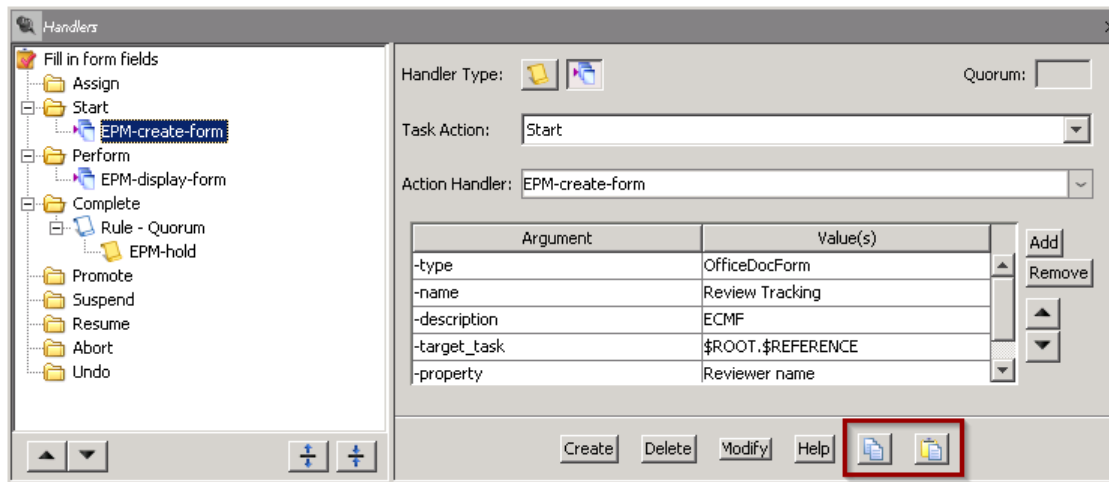 Handlers
Fill in form fields
Assign
Start
EPM-create-form
Perform
EPM-display-form
Complete
Rule - Quorum
EPM-hold
Promote
Suspend
Resume
Abort
Undo
Handler Type: Quorum:
Task Action: Start
Action Handler: EPM-create-form
Argument Value(s)
-type OfficeDocForm
-name Review Tracking
-description ECMF
-target_task $ROOT.$REFERENCE
-property Reviewer name
Add
Remove
Create Delete Modify Help